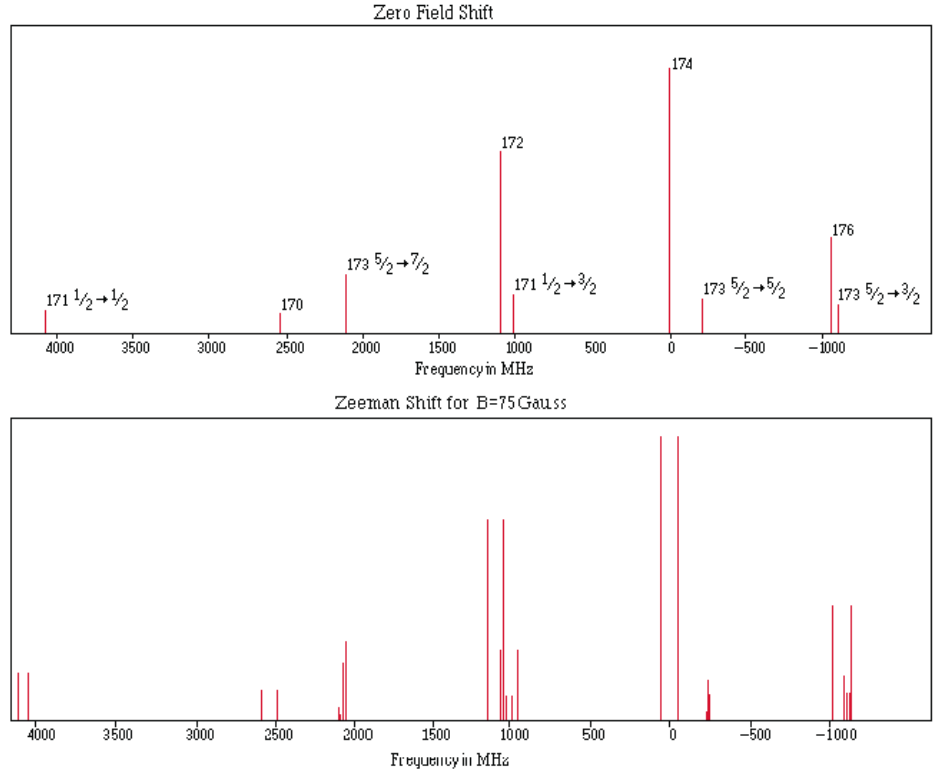 Zero Field Shift
174
172
176
173 5/2→7/2
171 1/2→3/2
173 5/2→5/2
171 1/2→1/2
170
173 5/2→3/2
4000 3500 3000 2500 2000 1500 1000 500 0 −500 −1000
Frequency in MHz
Zeeman Shift for B=75 Gauss
4000 3500 3000 2500 2000 1500 1000 500 0 −500 −1000
Frequency in MHz